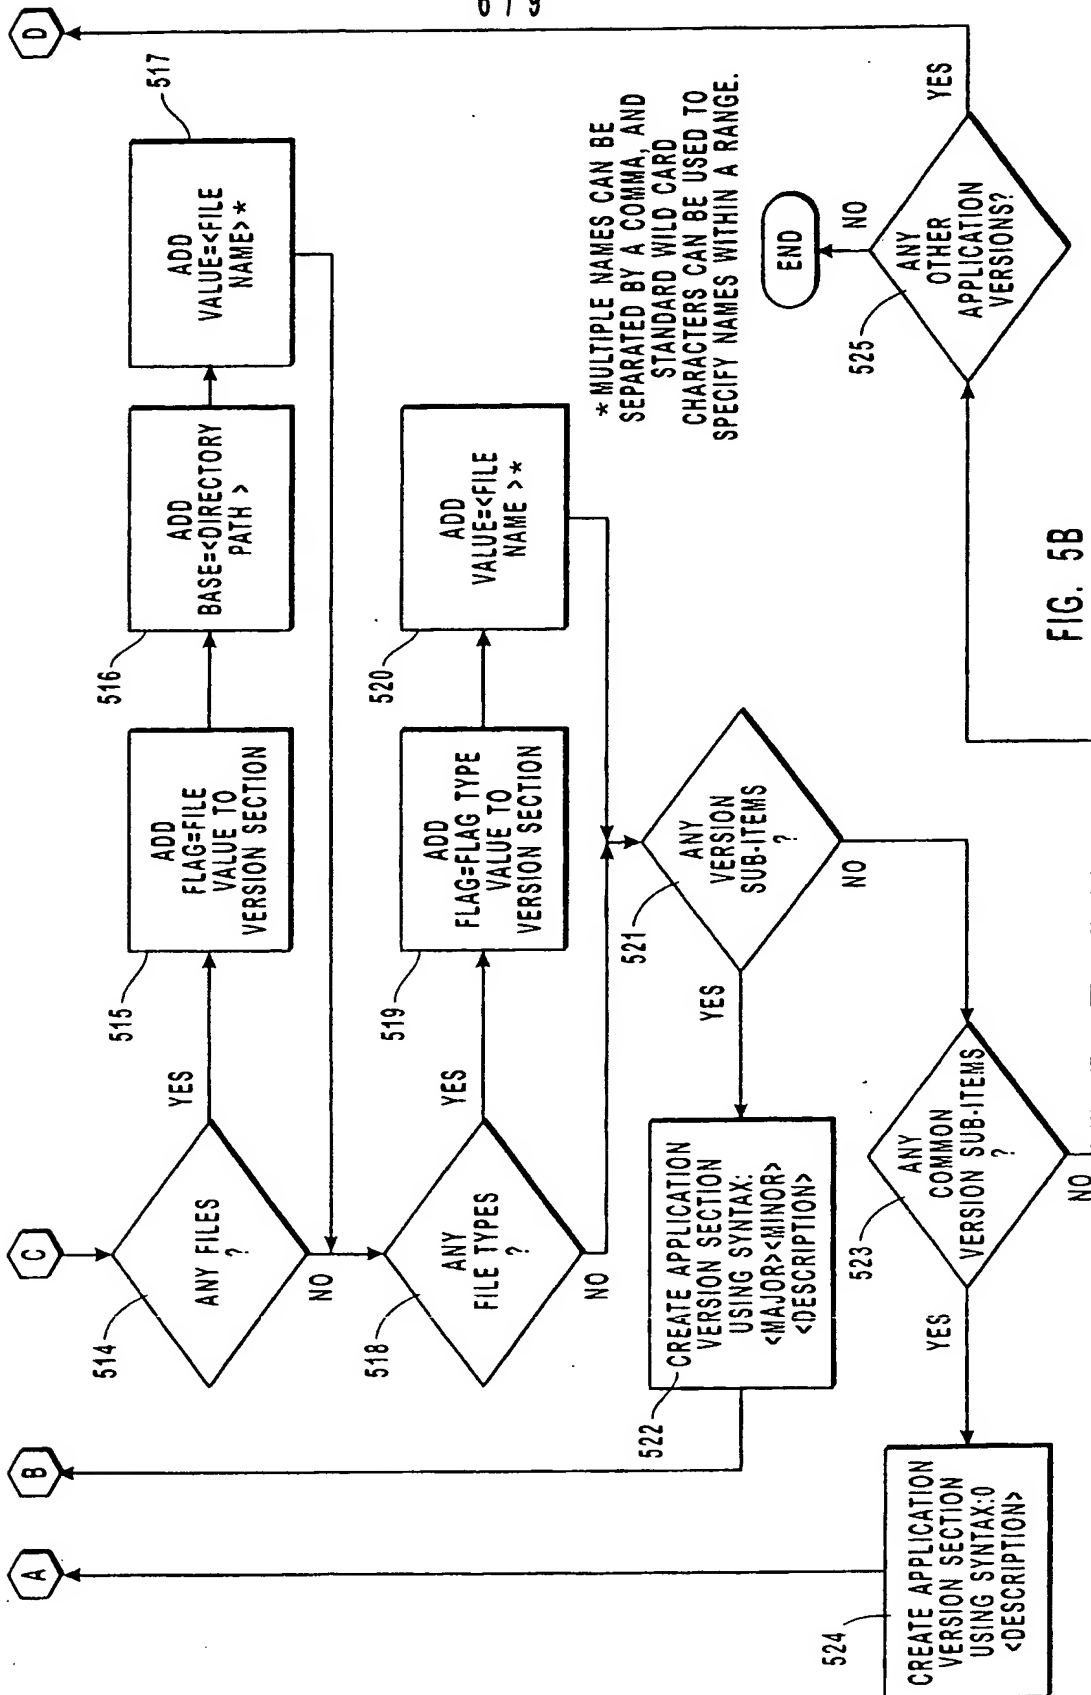 6 / 9
A
B
C
D
514
ANY FILES
?
YES
NO
515
ADD
FLAG=FILE
VALUE TO
VERSION SECTION
516
ADD
BASE=<DIRECTORY
PATH >
517
ADD
VALUE=<FILE
NAME>*
518
ANY
FILE TYPES
?
YES
NO
519
ADD
FLAG=FLAG TYPE
VALUE TO
VERSION SECTION
520
ADD
VALUE=<FILE
NAME >*
* MULTIPLE NAMES CAN BE
SEPARATED BY A COMMA, AND
STANDARD WILD CARD
CHARACTERS CAN BE USED TO
SPECIFY NAMES WITHIN A RANGE.
521
ANY
VERSION
SUB-ITEMS
?
YES
NO
522
CREATE APPLICATION
VERSION SECTION
USING SYNTAX:
<MAJOR><MINOR>
<DESCRIPTION>
523
ANY
COMMON
VERSION SUB-ITEMS
?
YES
NO
524
CREATE APPLICATION
VERSION SECTION
USING SYNTAX:0
<DESCRIPTION>
525
ANY
OTHER
APPLICATION
VERSIONS?
YES
NO
END
FIG. 5B